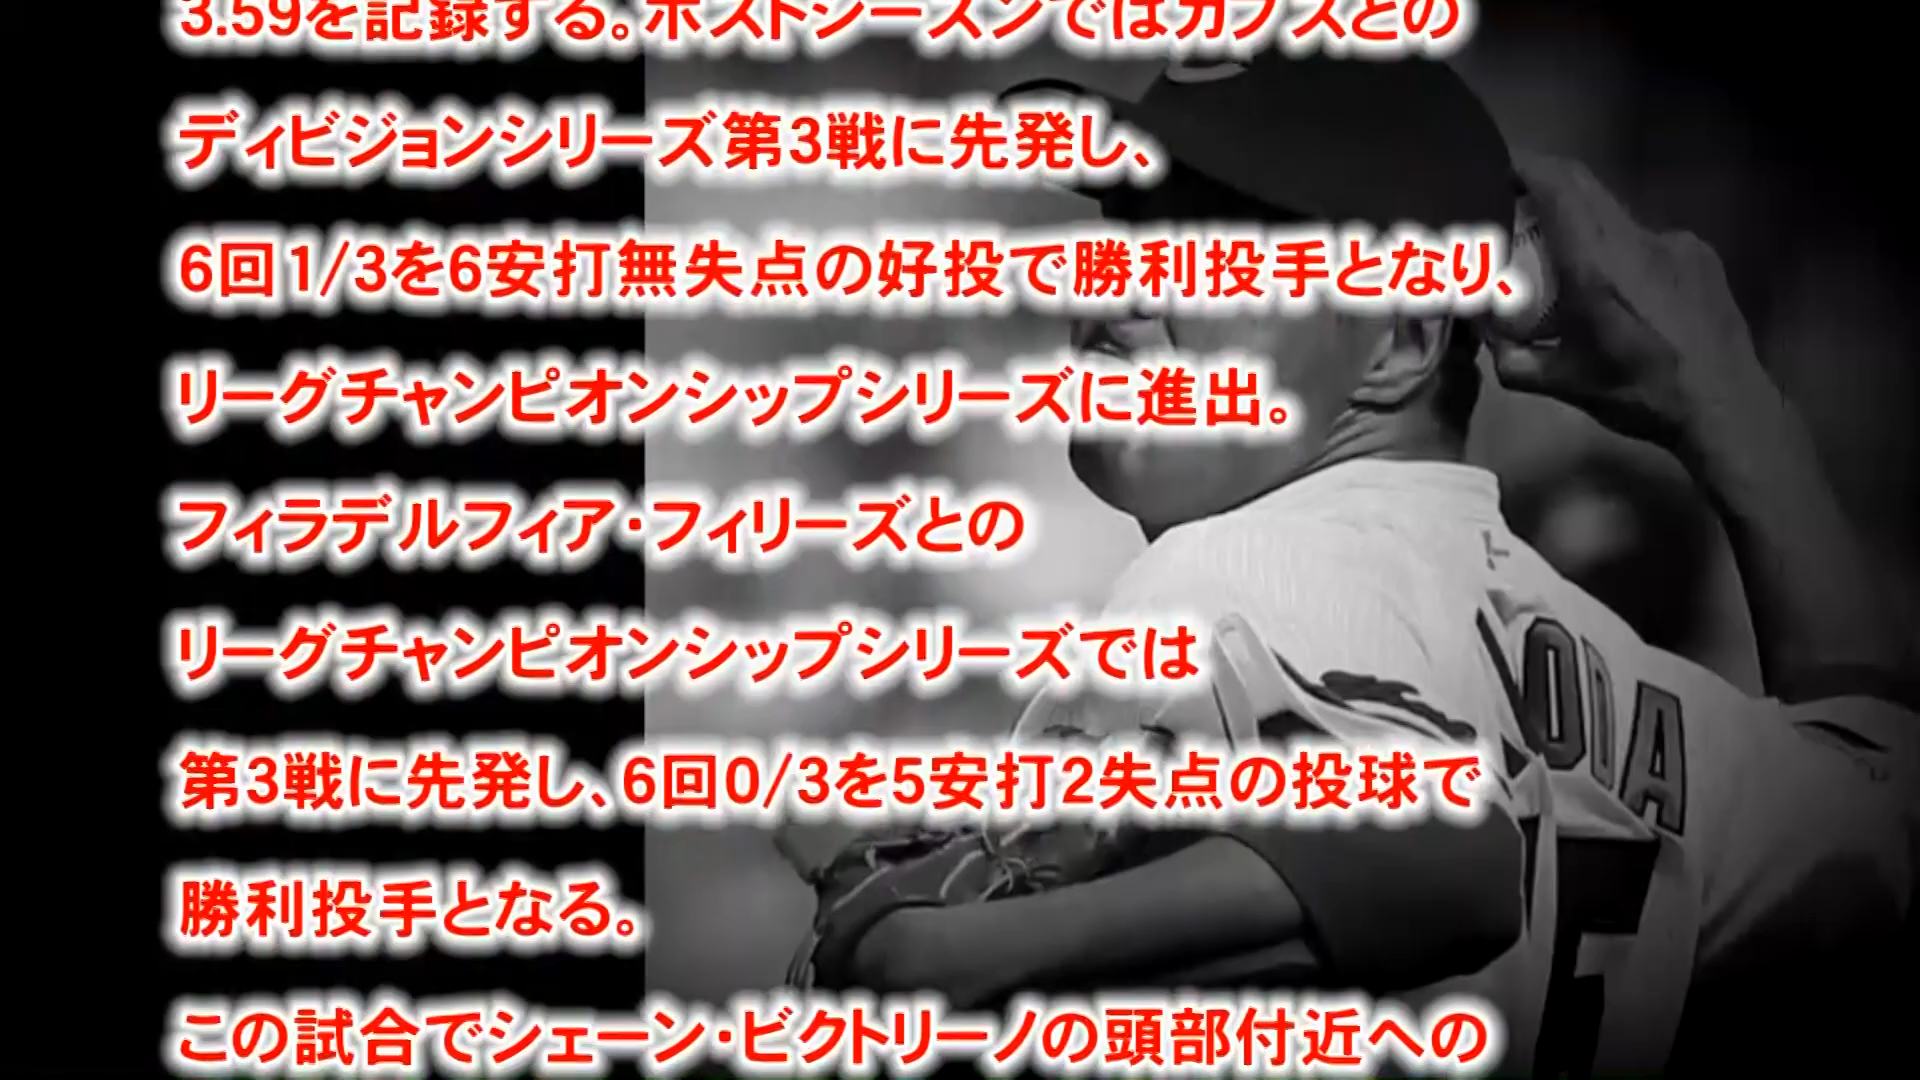 3.59を記録する。ポストシーズンではカブスとの
ディビジョンシリーズ第3戦に先発し、
6回1/3を6安打無失点の好投で勝利投手となり、
リーグチャンピオンシップシリーズに進出。
フィラデルフィア・フィリーズとの
リーグチャンピオンシップシリーズでは
第3戦に先発し、6回0/3を5安打2失点の投球で
勝利投手となる。
この試合でシェーン・ビクトリーノの頭部付近への
ODA